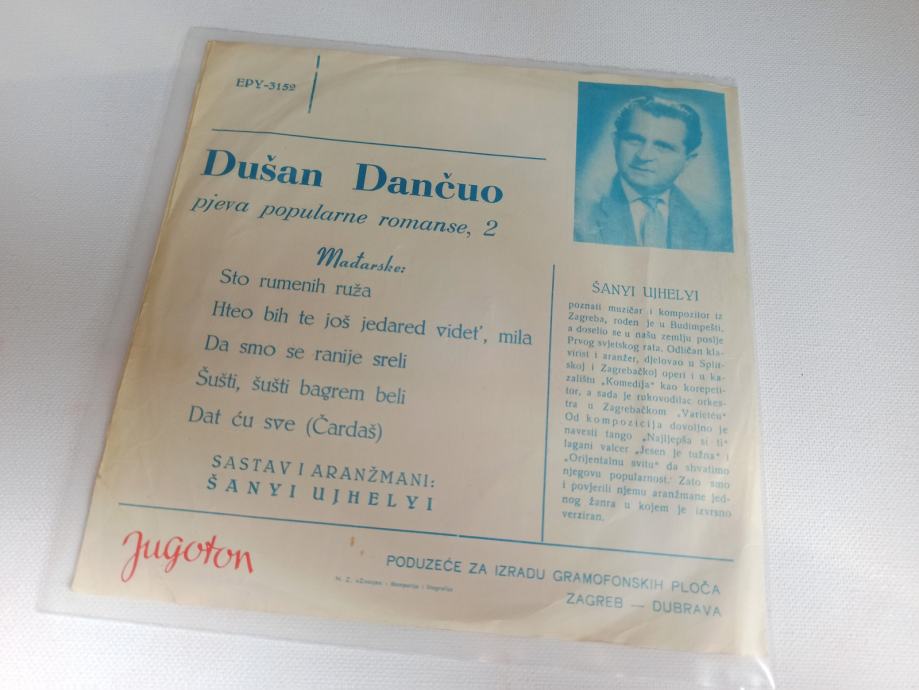 EPY-3152
Dušan Dančuo
pjeva popularne romanse, 2
Mađarske:
Sto rumenih ruža
Hteo bih te još jedared videt', mila
Da smo se ranije sreli
Šušti, šušti bagrem beli
Dat ću sve (Čardaš)
SASTAV I ARANŽMANI:
ŠANYI UJHELYI
ŠANYI UJHELYI
poznati muzičar i kompozitor iz
Zagreba, rođen je u Budimpešti,
a doselio se u našu zemlju poslje
Prvog svjetskog rata. Odličan kla-
virist i aranžer, djelovao u Split-
skoj i Zagrebačkoj operi i u ka-
zalištu „Komedija" kao korepeti-
tor, a sada je rukovodilac orkes-
tra u Zagrebačkom „Varieteu"
Od kompozicija dovoljno je
navesti tango „Najljepša si ti"
lagani valcer „Jesen je tužna" i
„Orijentalnu svitu" da shvatimo
njegovu popularnost. Zato smo
i povjerili njemu aranžmane jed-
nog žanra u kojem je izvrsno
verziran.
Jugoton
PODUZEĆE ZA IZRADU GRAMOFONSKIH PLOČA
ZAGREB — DUBRAVA